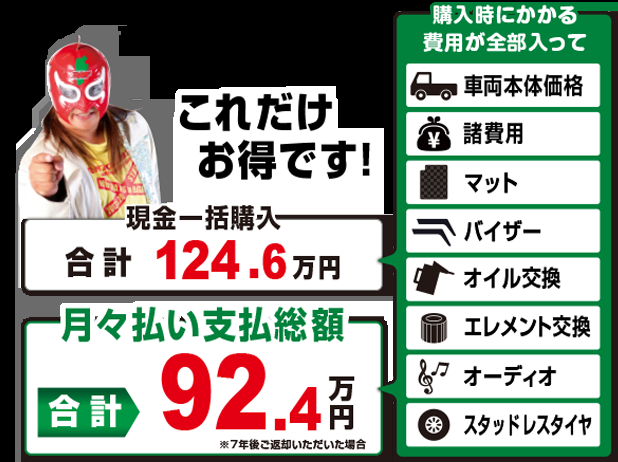 これだけ
お得です!
現金一括購入
合計 124.6万円
月々払い支払総額
合計 92.4万円
※7年後ご返却いただいた場合
購入時にかかる
費用が全部入って
車両本体価格
諸費用
マット
バイザー
オイル交換
エレメント交換
オーディオ
スタッドレスタイヤ